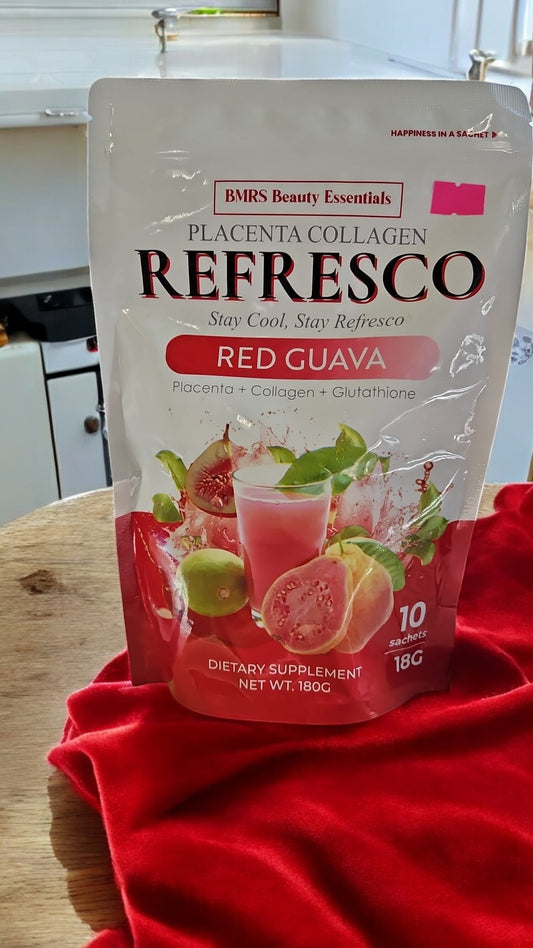 HAPPINESS IN A SACHET
BMRS Beauty Essentials
PLACENTA COLLAGEN
REFRESCO
Stay Cool, Stay Refresco
RED GUAVA
Placenta + Collagen + Glutathione
10
sachets
18G
DIETARY SUPPLEMENT
NET WT. 180G